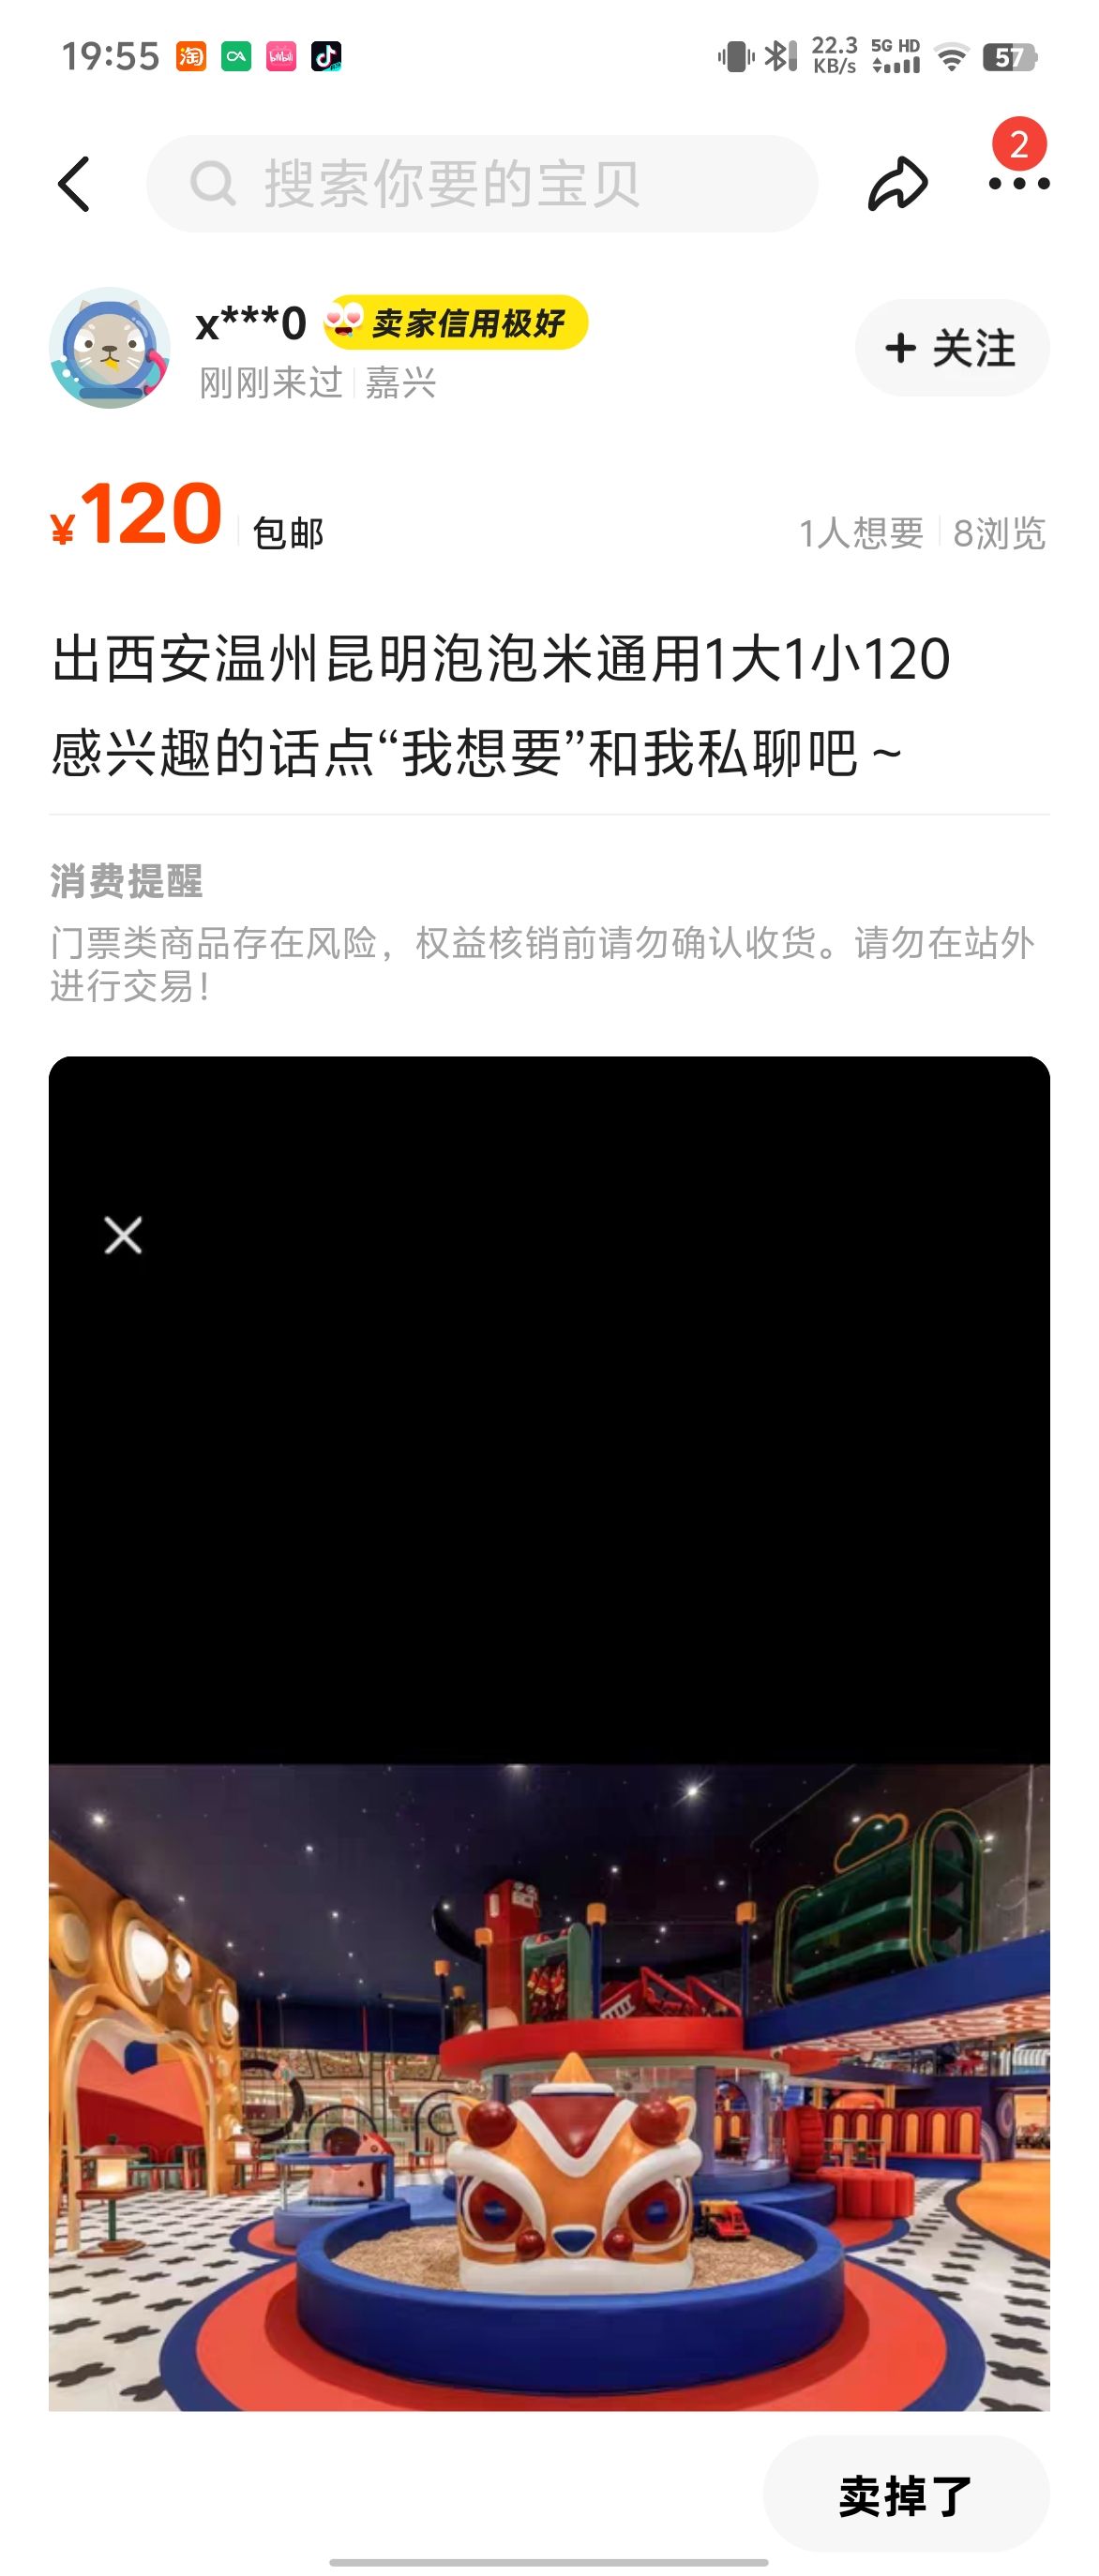 19:55
淘
CA
bilibili
22.3
KB/s
5G HD
57
搜索你要的宝贝
2
x***0
卖家信用极好
刚刚来过
嘉兴
+ 关注
¥120
包邮
1人想要
8浏览
出西安温州昆明泡泡米通用1大1小120
感兴趣的话点“我想要”和我私聊吧～
消费提醒
门票类商品存在风险，权益核销前请勿确认收货。请勿在站外
进行交易！
卖掉了